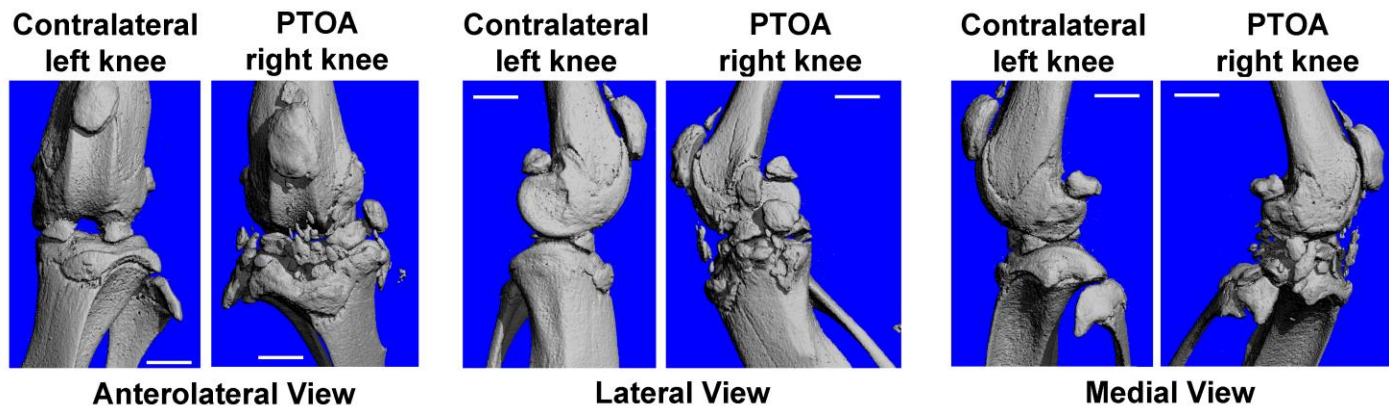 Contralateral
left knee
PTOA
right knee
Contralateral
left knee
PTOA
right knee
Contralateral
left knee
PTOA
right knee
Anterolateral View
Lateral View
Medial View